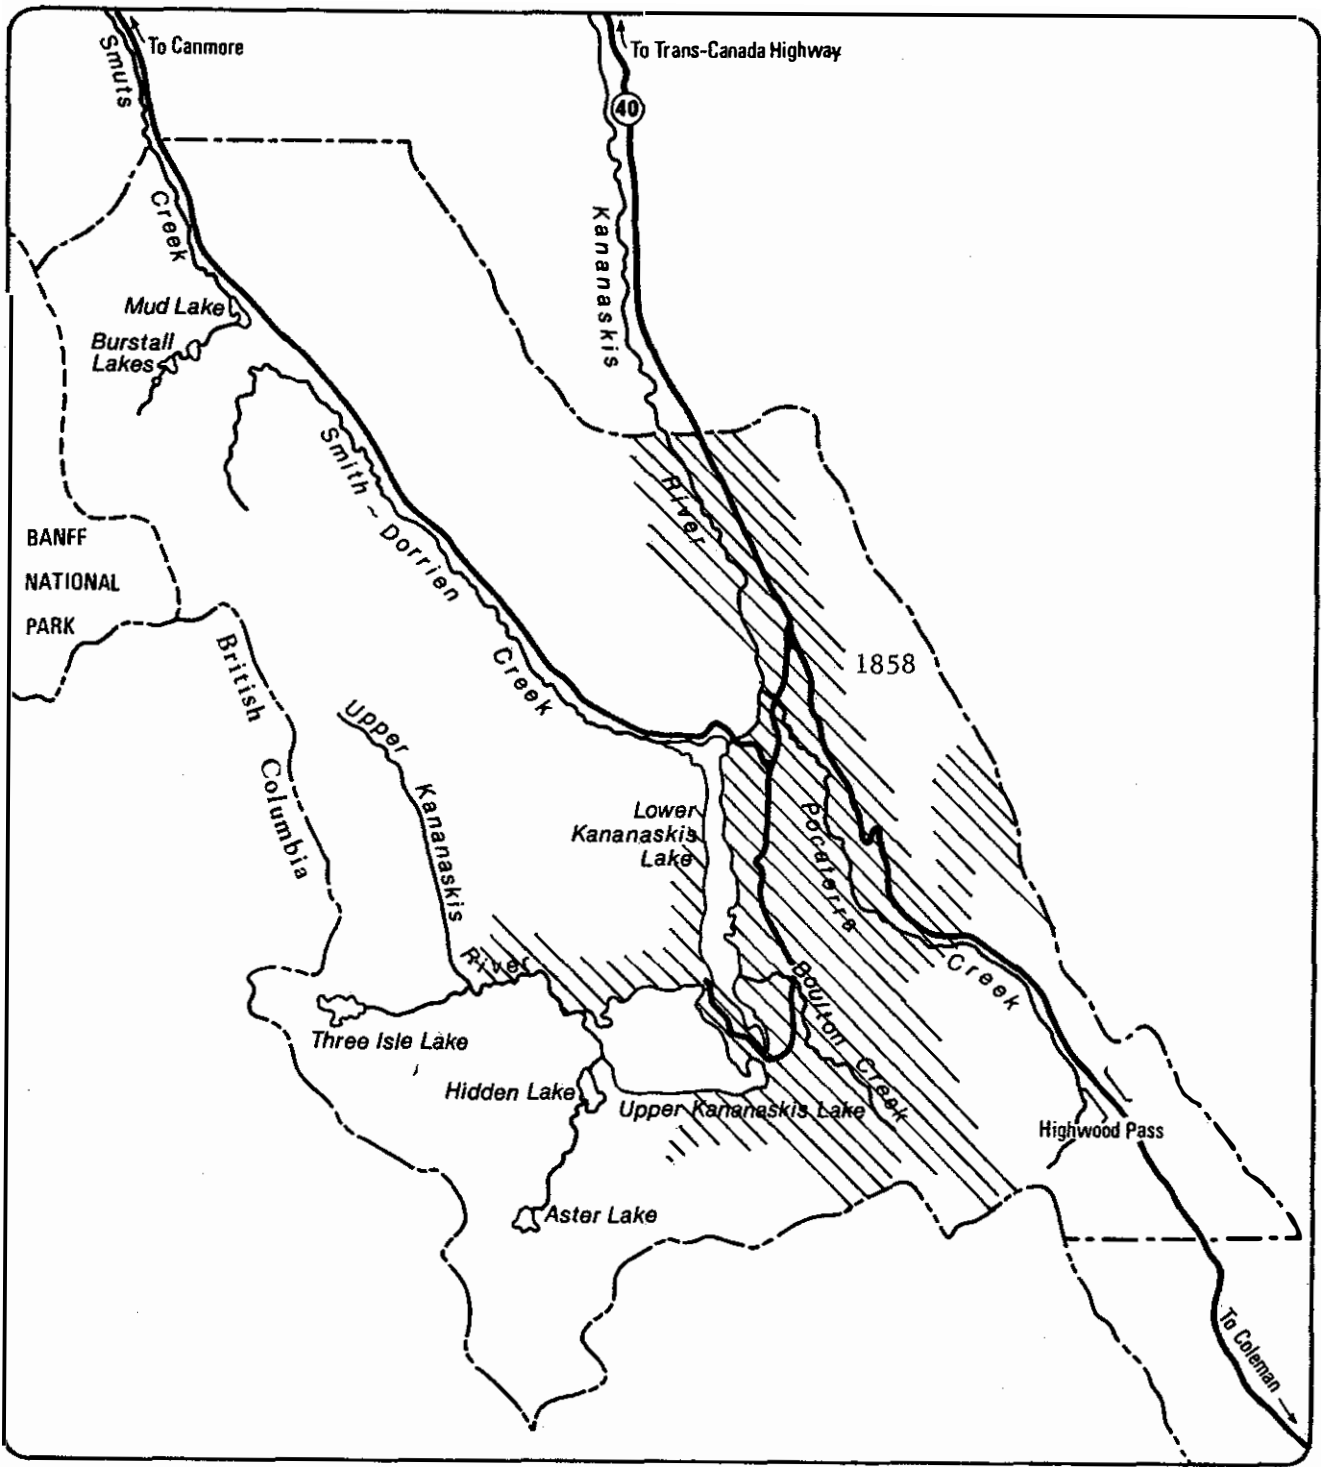 To Canmore
To Trans-Canada Highway
Smuts
Creek
40
Kananaskis
River
Mud Lake
Burstall
Lakes
Smith - Dorrien
Creek
BANFF
NATIONAL
PARK
British
Columbia
1858
Upper
Kananaskis
River
Lower
Kananaskis
Lake
Pocaterra
Creek
Boulton Creek
Three Isle Lake
Hidden Lake
Upper Kananaskis Lake
Highwood Pass
Aster Lake
To Coleman